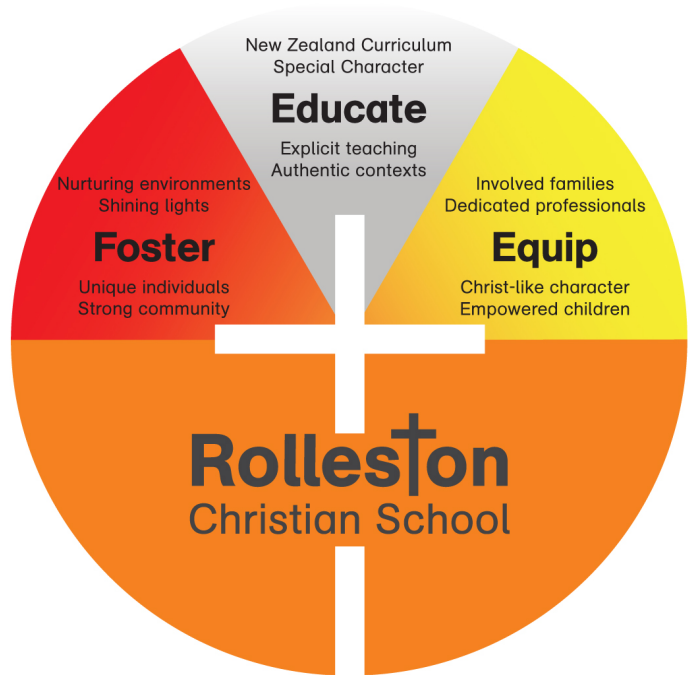 New Zealand Curriculum
Special Character
Educate
Explicit teaching
Authentic contexts
Nurturing environments
Shining lights
Foster
Unique individuals
Strong community
Involved families
Dedicated professionals
Equip
Christ-like character
Empowered children
Rolleston
Christian School